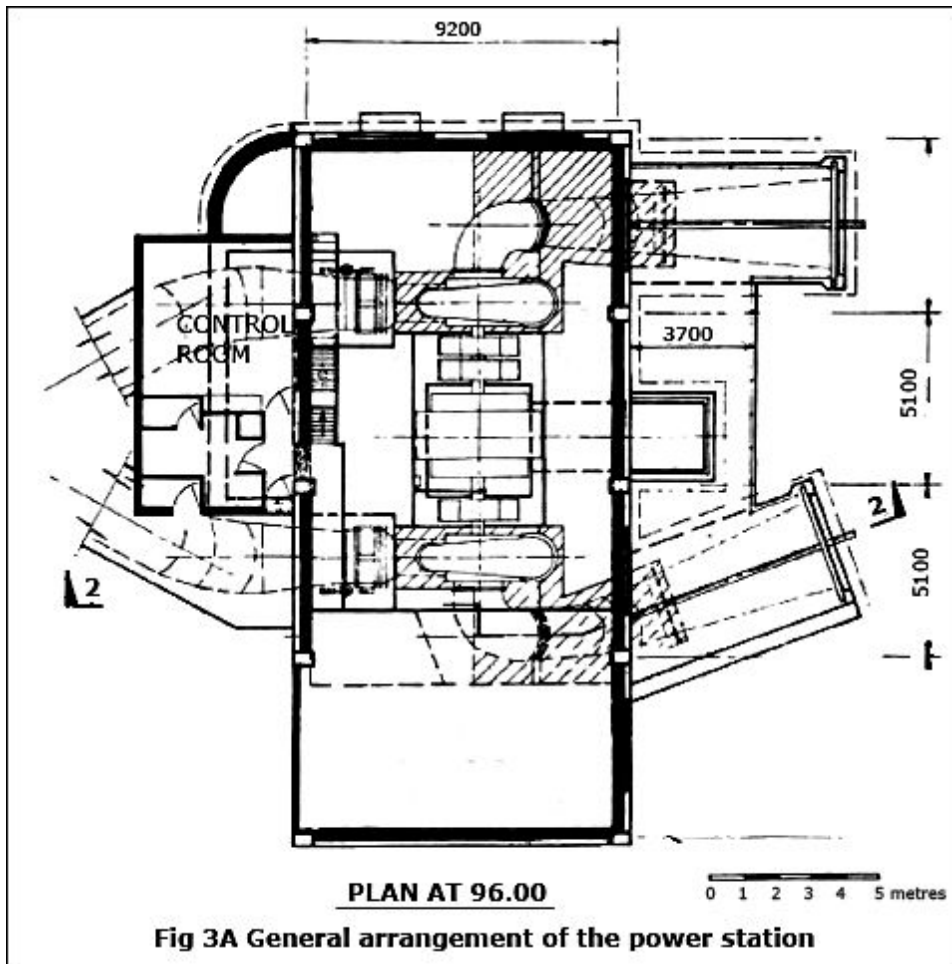 9200
CONTROL
ROOM
3700
5100
5100
2
2
PLAN AT 96.00
0 1 2 3 4 5 metres
Fig 3A General arrangement of the power station